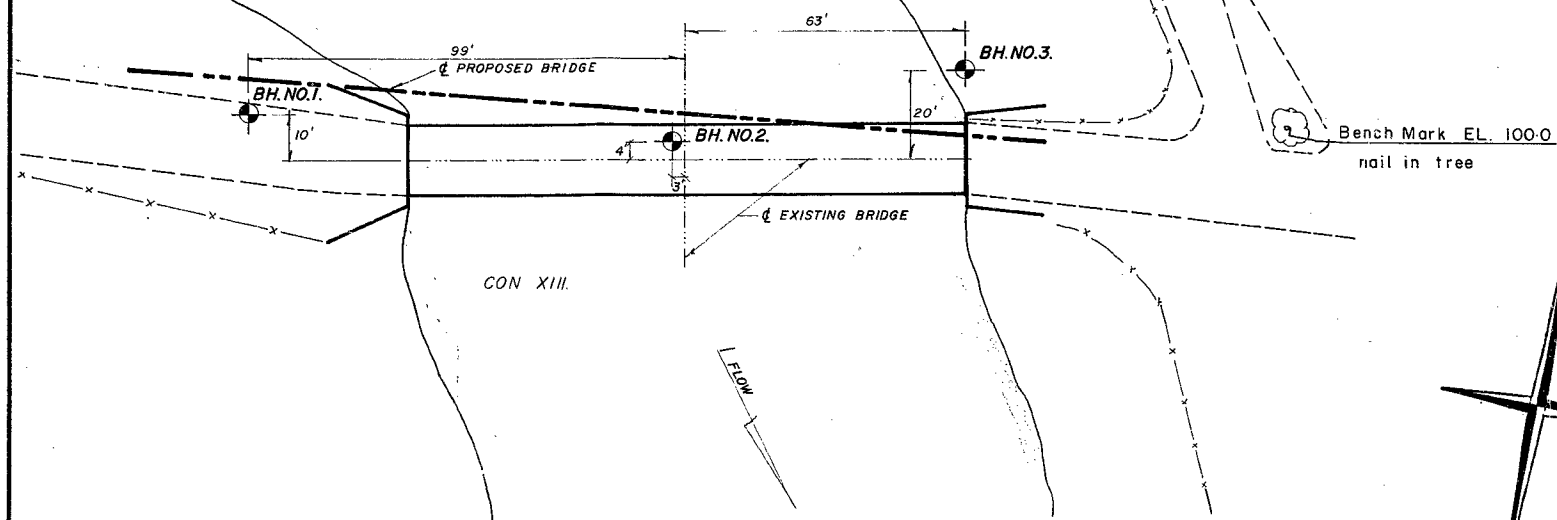 63'
99'
℄ PROPOSED BRIDGE
BH.NO.3.
BH.NO.1.
20'
10'
BH.NO.2.
4'
3'
Bench Mark EL. 100·0
nail in tree
℄ EXISTING BRIDGE
CON XIII.
FLOW